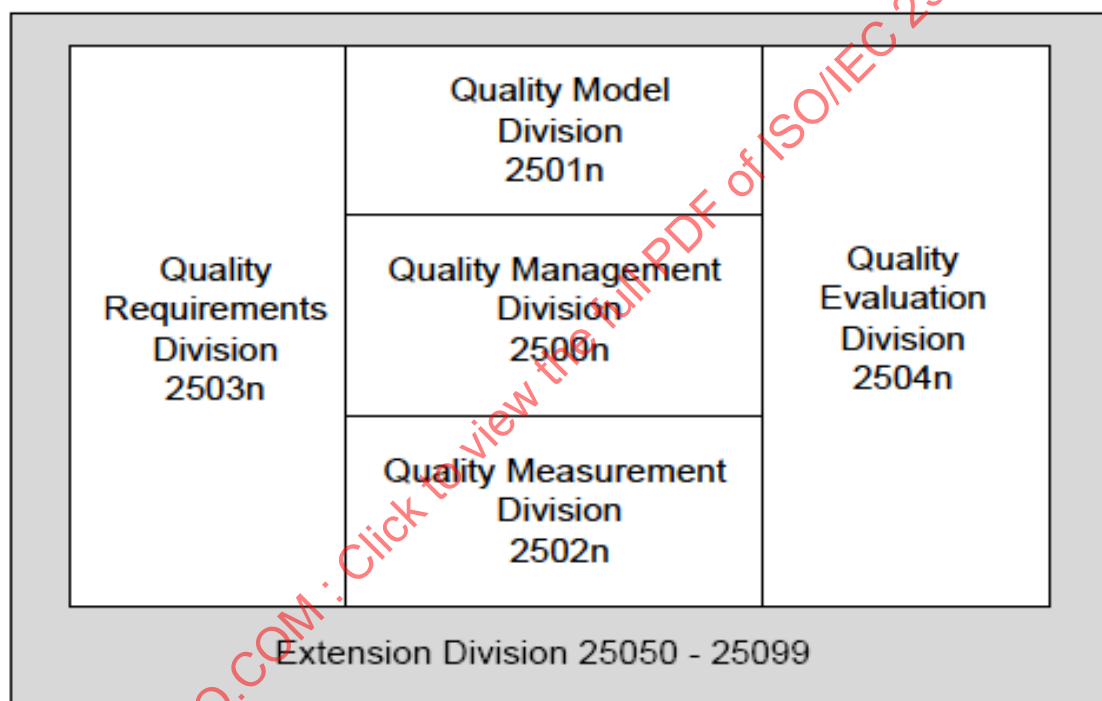 Quality Model
Division
2501n
Quality
Requirements
Division
2503n
Quality Management
Division
2500n
Quality
Evaluation
Division
2504n
Quality Measurement
Division
2502n
Extension Division 25050 - 25099
.COM : Click to view the full PDF of ISO/IEC